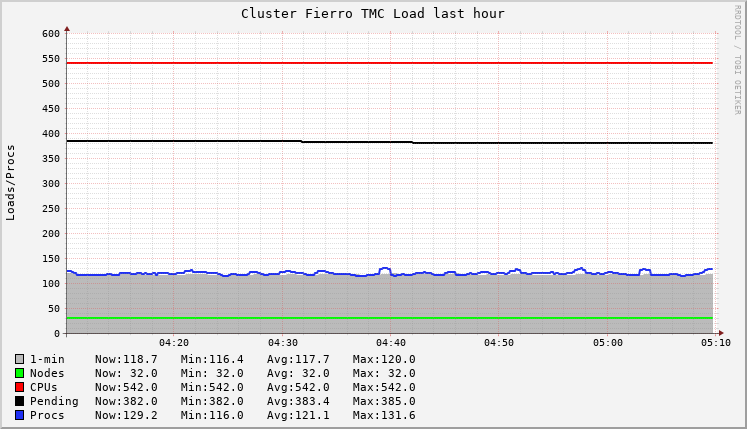 Cluster Fierro TMC Load last hour
RRDTOOL / TOBI OETIKER
Loads/Procs
600
550
500
450
400
350
300
250
200
150
100
50
0
04:20 04:30 04:40 04:50 05:00 05:10
1-min Now:118.7 Min:116.4 Avg:117.7 Max:120.0
Nodes Now: 32.0 Min: 32.0 Avg: 32.0 Max: 32.0
CPUs Now:542.0 Min:542.0 Avg:542.0 Max:542.0
Pending Now:382.0 Min:382.0 Avg:383.4 Max:385.0
Procs Now:129.2 Min:116.0 Avg:121.1 Max:131.6